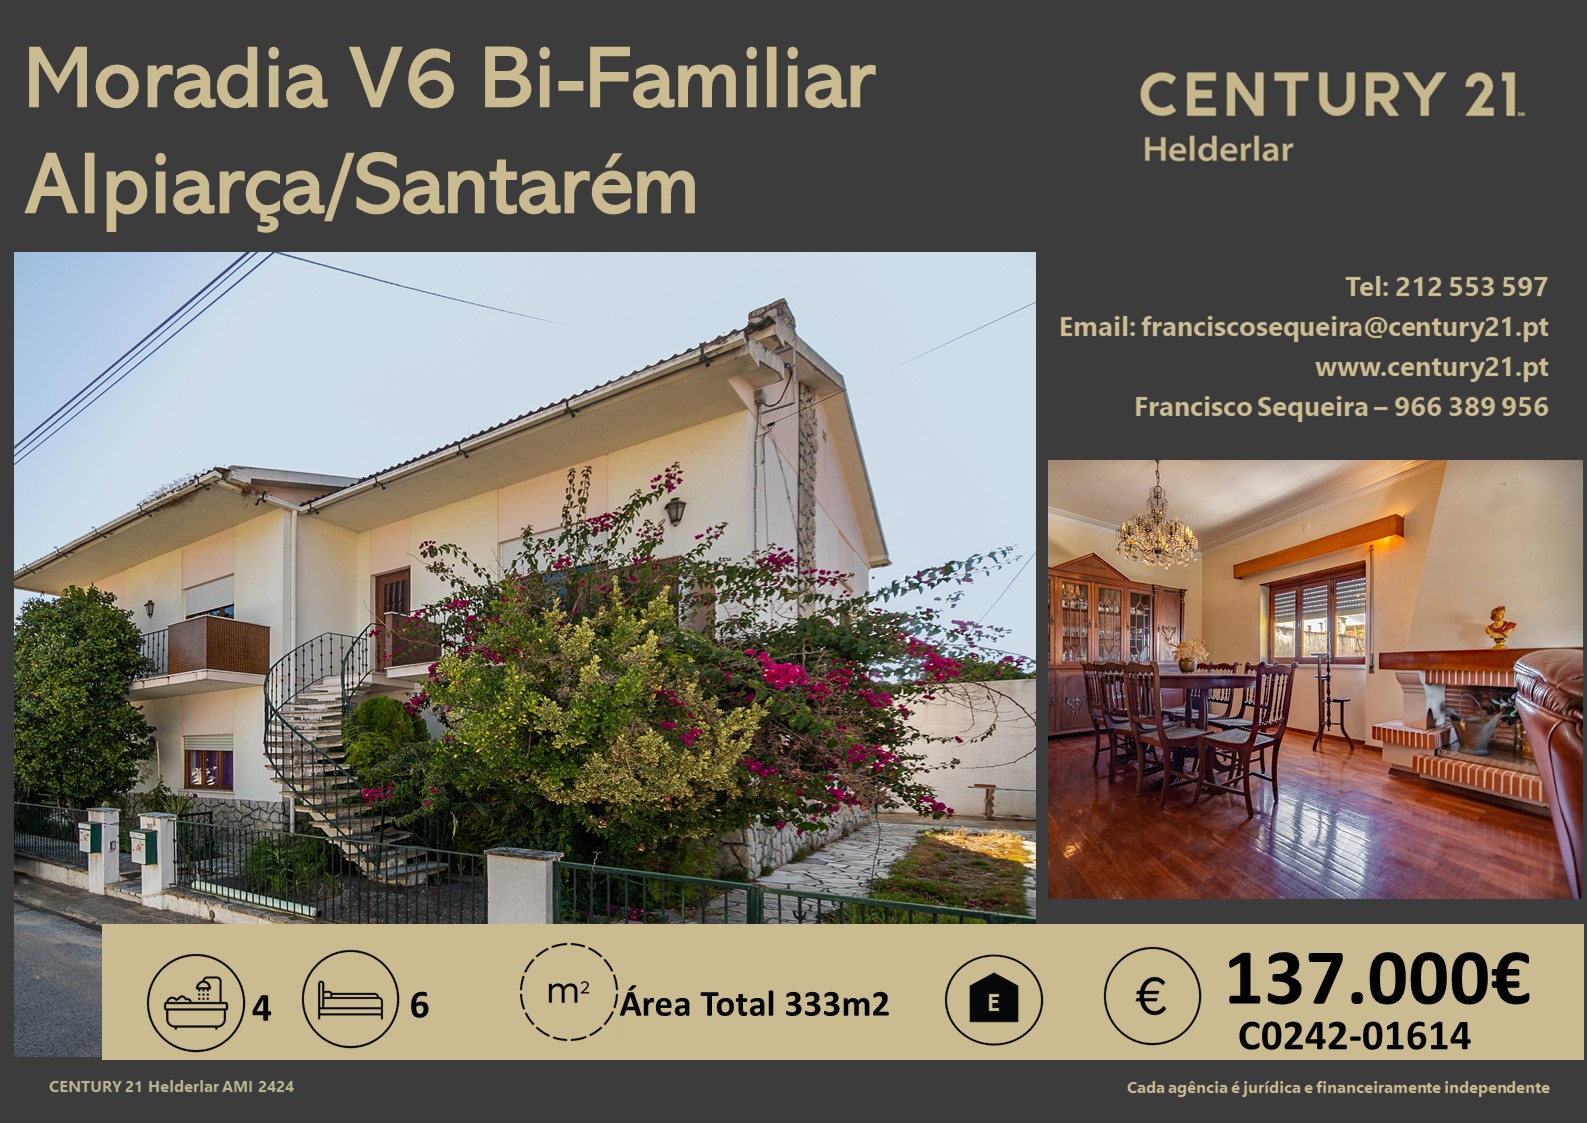 Moradia V6 Bi-Familiar
Alpiarça/Santarém
CENTURY 21
Helderlar
Tel: 212 553 597
Email: franciscosequeira@century21.pt
www.century21.pt
Francisco Sequeira – 966 389 956
4
6
m²
Área Total 333m2
E
€
137.000€
C0242-01614
CENTURY 21 Helderlar AMI 2424
Cada agência é jurídica e financeiramente independente